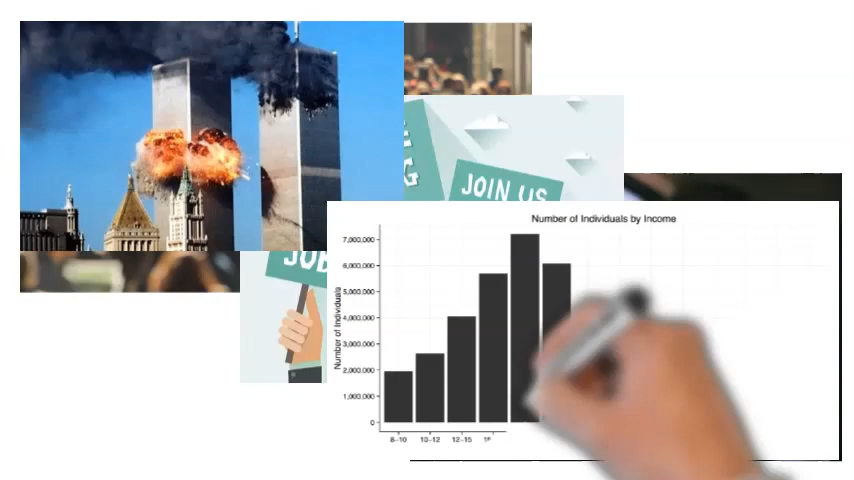 JOIN US
JOB
Number of Individuals by Income
Number of Individuals
7,000,000
6,000,000
5,000,000
4,000,000
3,000,000
2,000,000
1,000,000
0
8–10 10–12 12–15